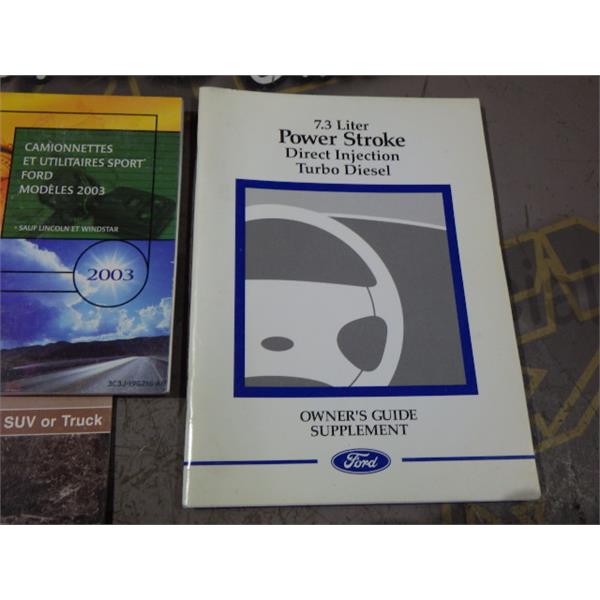 CAMIONNETTES
ET UTILITAIRES SPORT*
FORD
MODÈLES 2003
* SAUF LINCOLN ET WINDSTAR
2003
SUV or Truck
7.3 Liter
Power Stroke
Direct Injection
Turbo Diesel
OWNER'S GUIDE
SUPPLEMENT
Ford